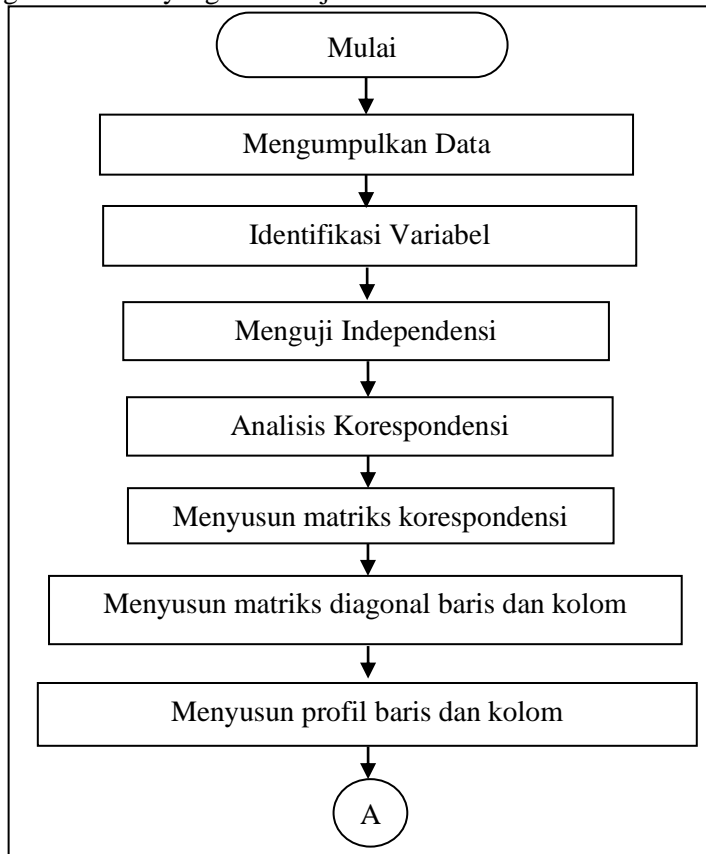 Mulai
Mengumpulkan Data
Identifikasi Variabel
Menguji Independensi
Analisis Korespondensi
Menyusun matriks korespondensi
Menyusun matriks diagonal baris dan kolom
Menyusun profil baris dan kolom
A